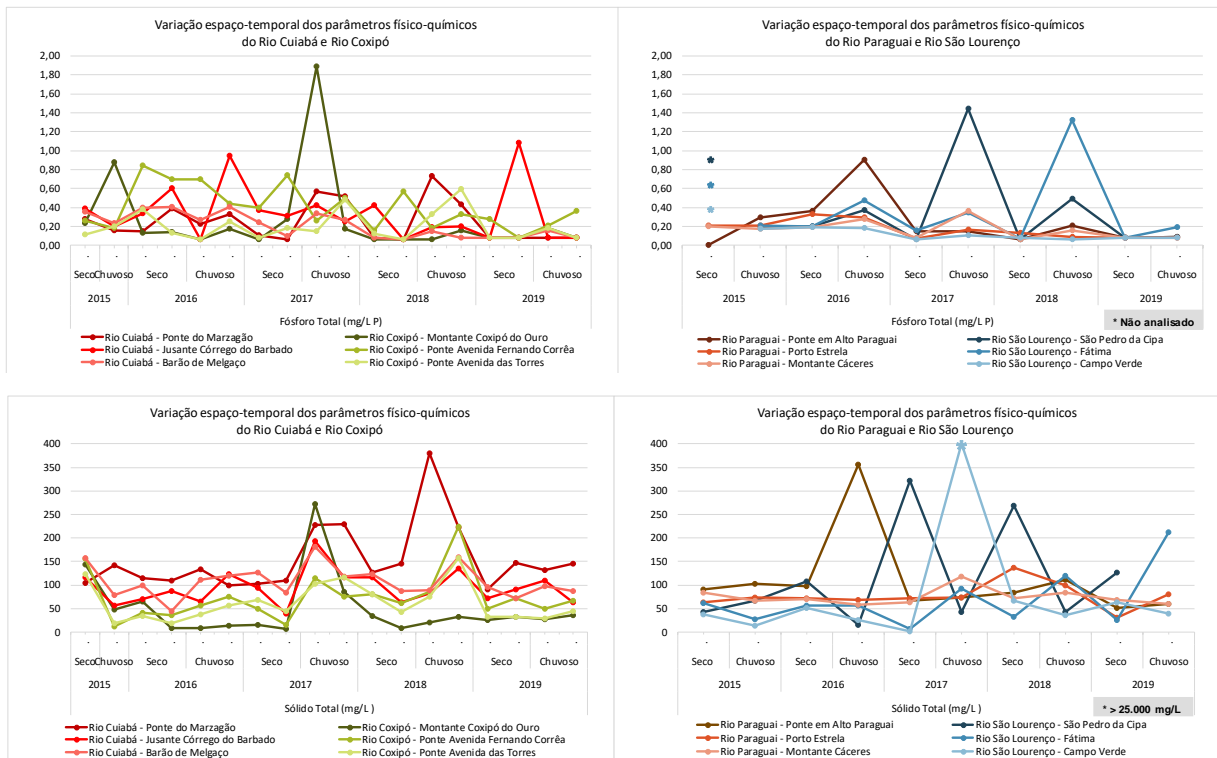 Variação espaço-temporal dos parâmetros físico-químicos
do Rio Cuiabá e Rio Coxipó
2,00
1,80
1,60
1,40
1,20
1,00
0,80
0,60
0,40
0,20
0,00
Seco Chuvoso Seco Chuvoso Seco Chuvoso Seco Chuvoso Seco Chuvoso
2015 2016 2017 2018 2019
Fósforo Total (mg/L P)
Rio Cuiabá - Ponte do Marzagão
Rio Coxipó - Montante Coxipó do Ouro
Rio Cuiabá - Jusante Córrego do Barbado
Rio Coxipó - Ponte Avenida Fernando Corrêa
Rio Cuiabá - Barão de Melgaço
Rio Coxipó - Ponte Avenida das Torres
Variação espaço-temporal dos parâmetros físico-químicos
do Rio Paraguai e Rio São Lourenço
2,00
1,80
1,60
1,40
1,20
1,00
0,80
0,60
0,40
0,20
0,00
Seco Chuvoso Seco Chuvoso Seco Chuvoso Seco Chuvoso Seco Chuvoso
2015 2016 2017 2018 2019
Fósforo Total (mg/L P)
* Não analisado
Rio Paraguai - Ponte em Alto Paraguai
Rio São Lourenço - São Pedro da Cipa
Rio Paraguai - Porto Estrela
Rio São Lourenço - Fátima
Rio Paraguai - Montante Cáceres
Rio São Lourenço - Campo Verde
Variação espaço-temporal dos parâmetros físico-químicos
do Rio Cuiabá e Rio Coxipó
400
350
300
250
200
150
100
50
0
Seco Chuvoso Seco Chuvoso Seco Chuvoso Seco Chuvoso Seco Chuvoso
2015 2016 2017 2018 2019
Sólido Total (mg/L )
Rio Cuiabá - Ponte do Marzagão
Rio Coxipó - Montante Coxipó do Ouro
Rio Cuiabá - Jusante Córrego do Barbado
Rio Coxipó - Ponte Avenida Fernando Corrêa
Rio Cuiabá - Barão de Melgaço
Rio Coxipó - Ponte Avenida das Torres
Variação espaço-temporal dos parâmetros físico-químicos
do Rio Paraguai e Rio São Lourenço
400
350
300
250
200
150
100
50
0
Seco Chuvoso Seco Chuvoso Seco Chuvoso Seco Chuvoso Seco Chuvoso
2015 2016 2017 2018 2019
Sólido Total (mg/L )
* > 25.000 mg/L
Rio Paraguai - Ponte em Alto Paraguai
Rio São Lourenço - São Pedro da Cipa
Rio Paraguai - Porto Estrela
Rio São Lourenço - Fátima
Rio Paraguai - Montante Cáceres
Rio São Lourenço - Campo Verde